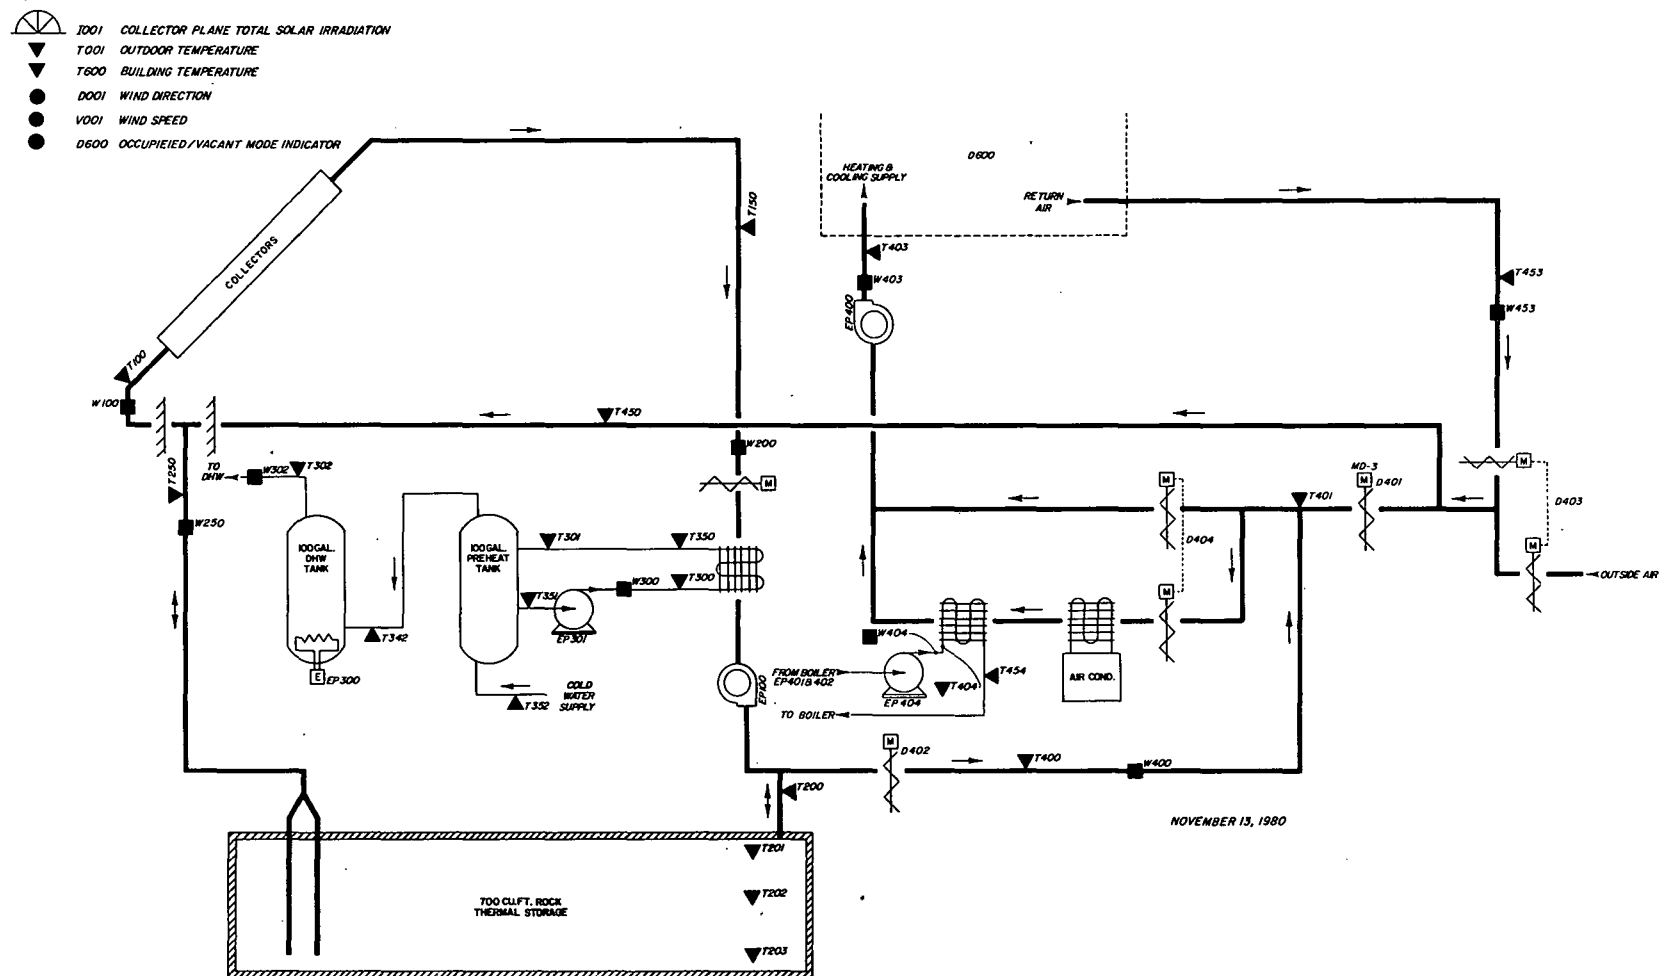 I001 COLLECTOR PLANE TOTAL SOLAR IRRADIATION
T001 OUTDOOR TEMPERATURE
T600 BUILDING TEMPERATURE
D001 WIND DIRECTION
V001 WIND SPEED
D600 OCCUPIEIED/VACANT MODE INDICATOR
COLLECTORS
T100
W100
T150
D600
HEATING &
COOLING SUPPLY
RETURN
AIR
T403
W403
EP400
T453
W453
T450
W200
M
TO
DHW
W302
T302
T250
W250
100 GAL.
DHW
TANK
E
EP300
T342
100 GAL.
PREHEAT
TANK
T301
T350
T351
W300
T300
EP301
COLD
WATER
SUPPLY
T352
EP100
M
D404
M
MD-3
M
D401
T401
M
D403
M
OUTSIDE AIR
W404
FROM BOILER
EP401&402
EP404
T404
T454
TO BOILER
AIR COND.
M
D402
T400
W400
T200
NOVEMBER 13, 1980
T201
T202
T203
700 CU.FT. ROCK
THERMAL STORAGE